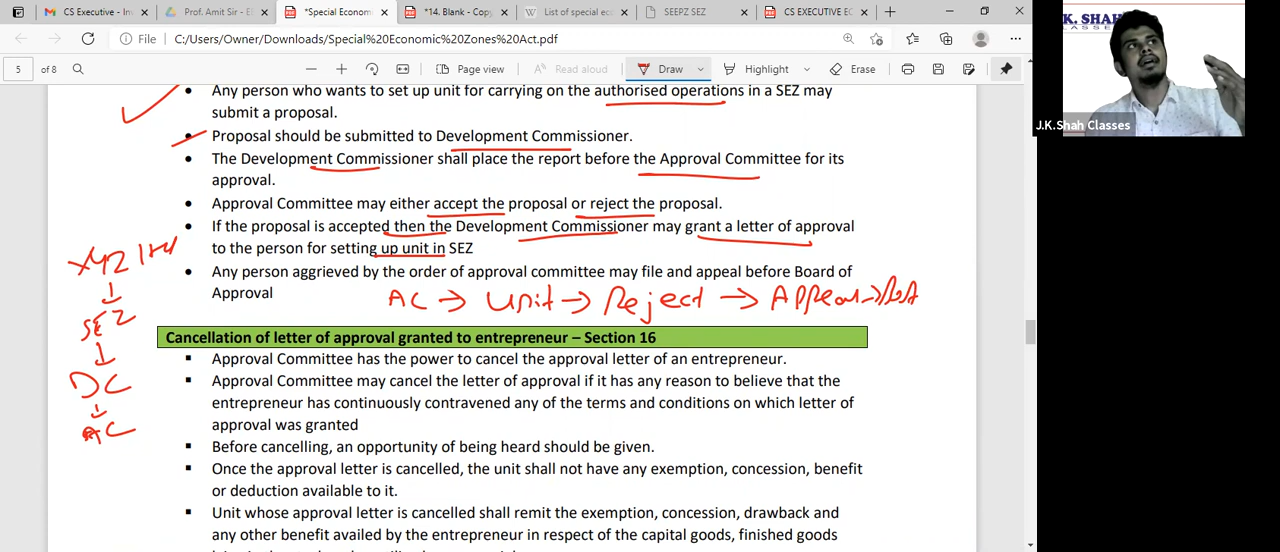 CS Executive - Inv
Prof. Amit Sir - E
*Special Econom
*14. Blank - Copy
List of special eco
SEEPZ SEZ
CS EXECUTIVE EC
File
C:/Users/Owner/Downloads/Special%20Economic%20Zones%20Act.pdf
5 of 8
Page view
Read aloud
Draw
Highlight
Erase
K. SHAH
CLASSES
J.K.Shah Classes
Any person who wants to set up unit for carrying on the authorised operations in a SEZ may
submit a proposal.
Proposal should be submitted to Development Commissioner.
The Development Commissioner shall place the report before the Approval Committee for its
approval.
Approval Committee may either accept the proposal or reject the proposal.
If the proposal is accepted then the Development Commissioner may grant a letter of approval
to the person for setting up unit in SEZ
Any person aggrieved by the order of approval committee may file and appeal before Board of
Approval
AC → Unit → Reject → Appeal → BoA
XYZ ltd
↓
SEZ
↓
DC
↓
AC
Cancellation of letter of approval granted to entrepreneur – Section 16
Approval Committee has the power to cancel the approval letter of an entrepreneur.
Approval Committee may cancel the letter of approval if it has any reason to believe that the
entrepreneur has continuously contravened any of the terms and conditions on which letter of
approval was granted
Before cancelling, an opportunity of being heard should be given.
Once the approval letter is cancelled, the unit shall not have any exemption, concession, benefit
or deduction available to it.
Unit whose approval letter is cancelled shall remit the exemption, concession, drawback and
any other benefit availed by the entrepreneur in respect of the capital goods, finished goods